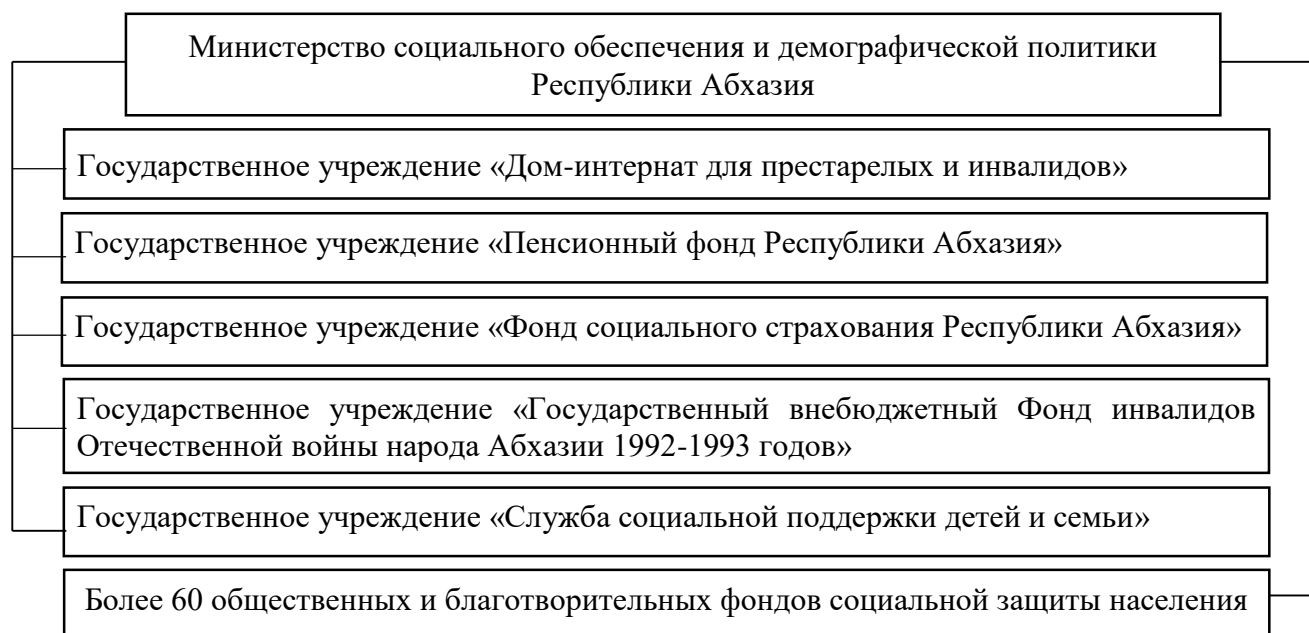 Министерство социального обеспечения и демографической политики
Республики Абхазия
Государственное учреждение «Дом-интернат для престарелых и инвалидов»
Государственное учреждение «Пенсионный фонд Республики Абхазия»
Государственное учреждение «Фонд социального страхования Республики Абхазия»
Государственное учреждение «Государственный внебюджетный Фонд инвалидов
Отечественной войны народа Абхазии 1992-1993 годов»
Государственное учреждение «Служба социальной поддержки детей и семьи»
Более 60 общественных и благотворительных фондов социальной защиты населения